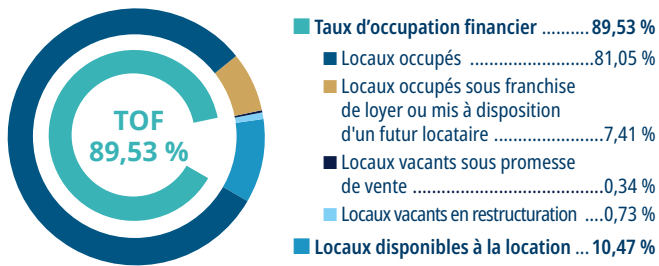 TOF
89,53 %
Taux d’occupation financier .......... 89,53 %
Locaux occupés ........................81,05 %
Locaux occupés sous franchise
de loyer ou mis à disposition
d'un futur locataire .....................7,41 %
Locaux vacants sous promesse
de vente .....................................0,34 %
Locaux vacants en restructuration ....0,73 %
Locaux disponibles à la location ... 10,47 %